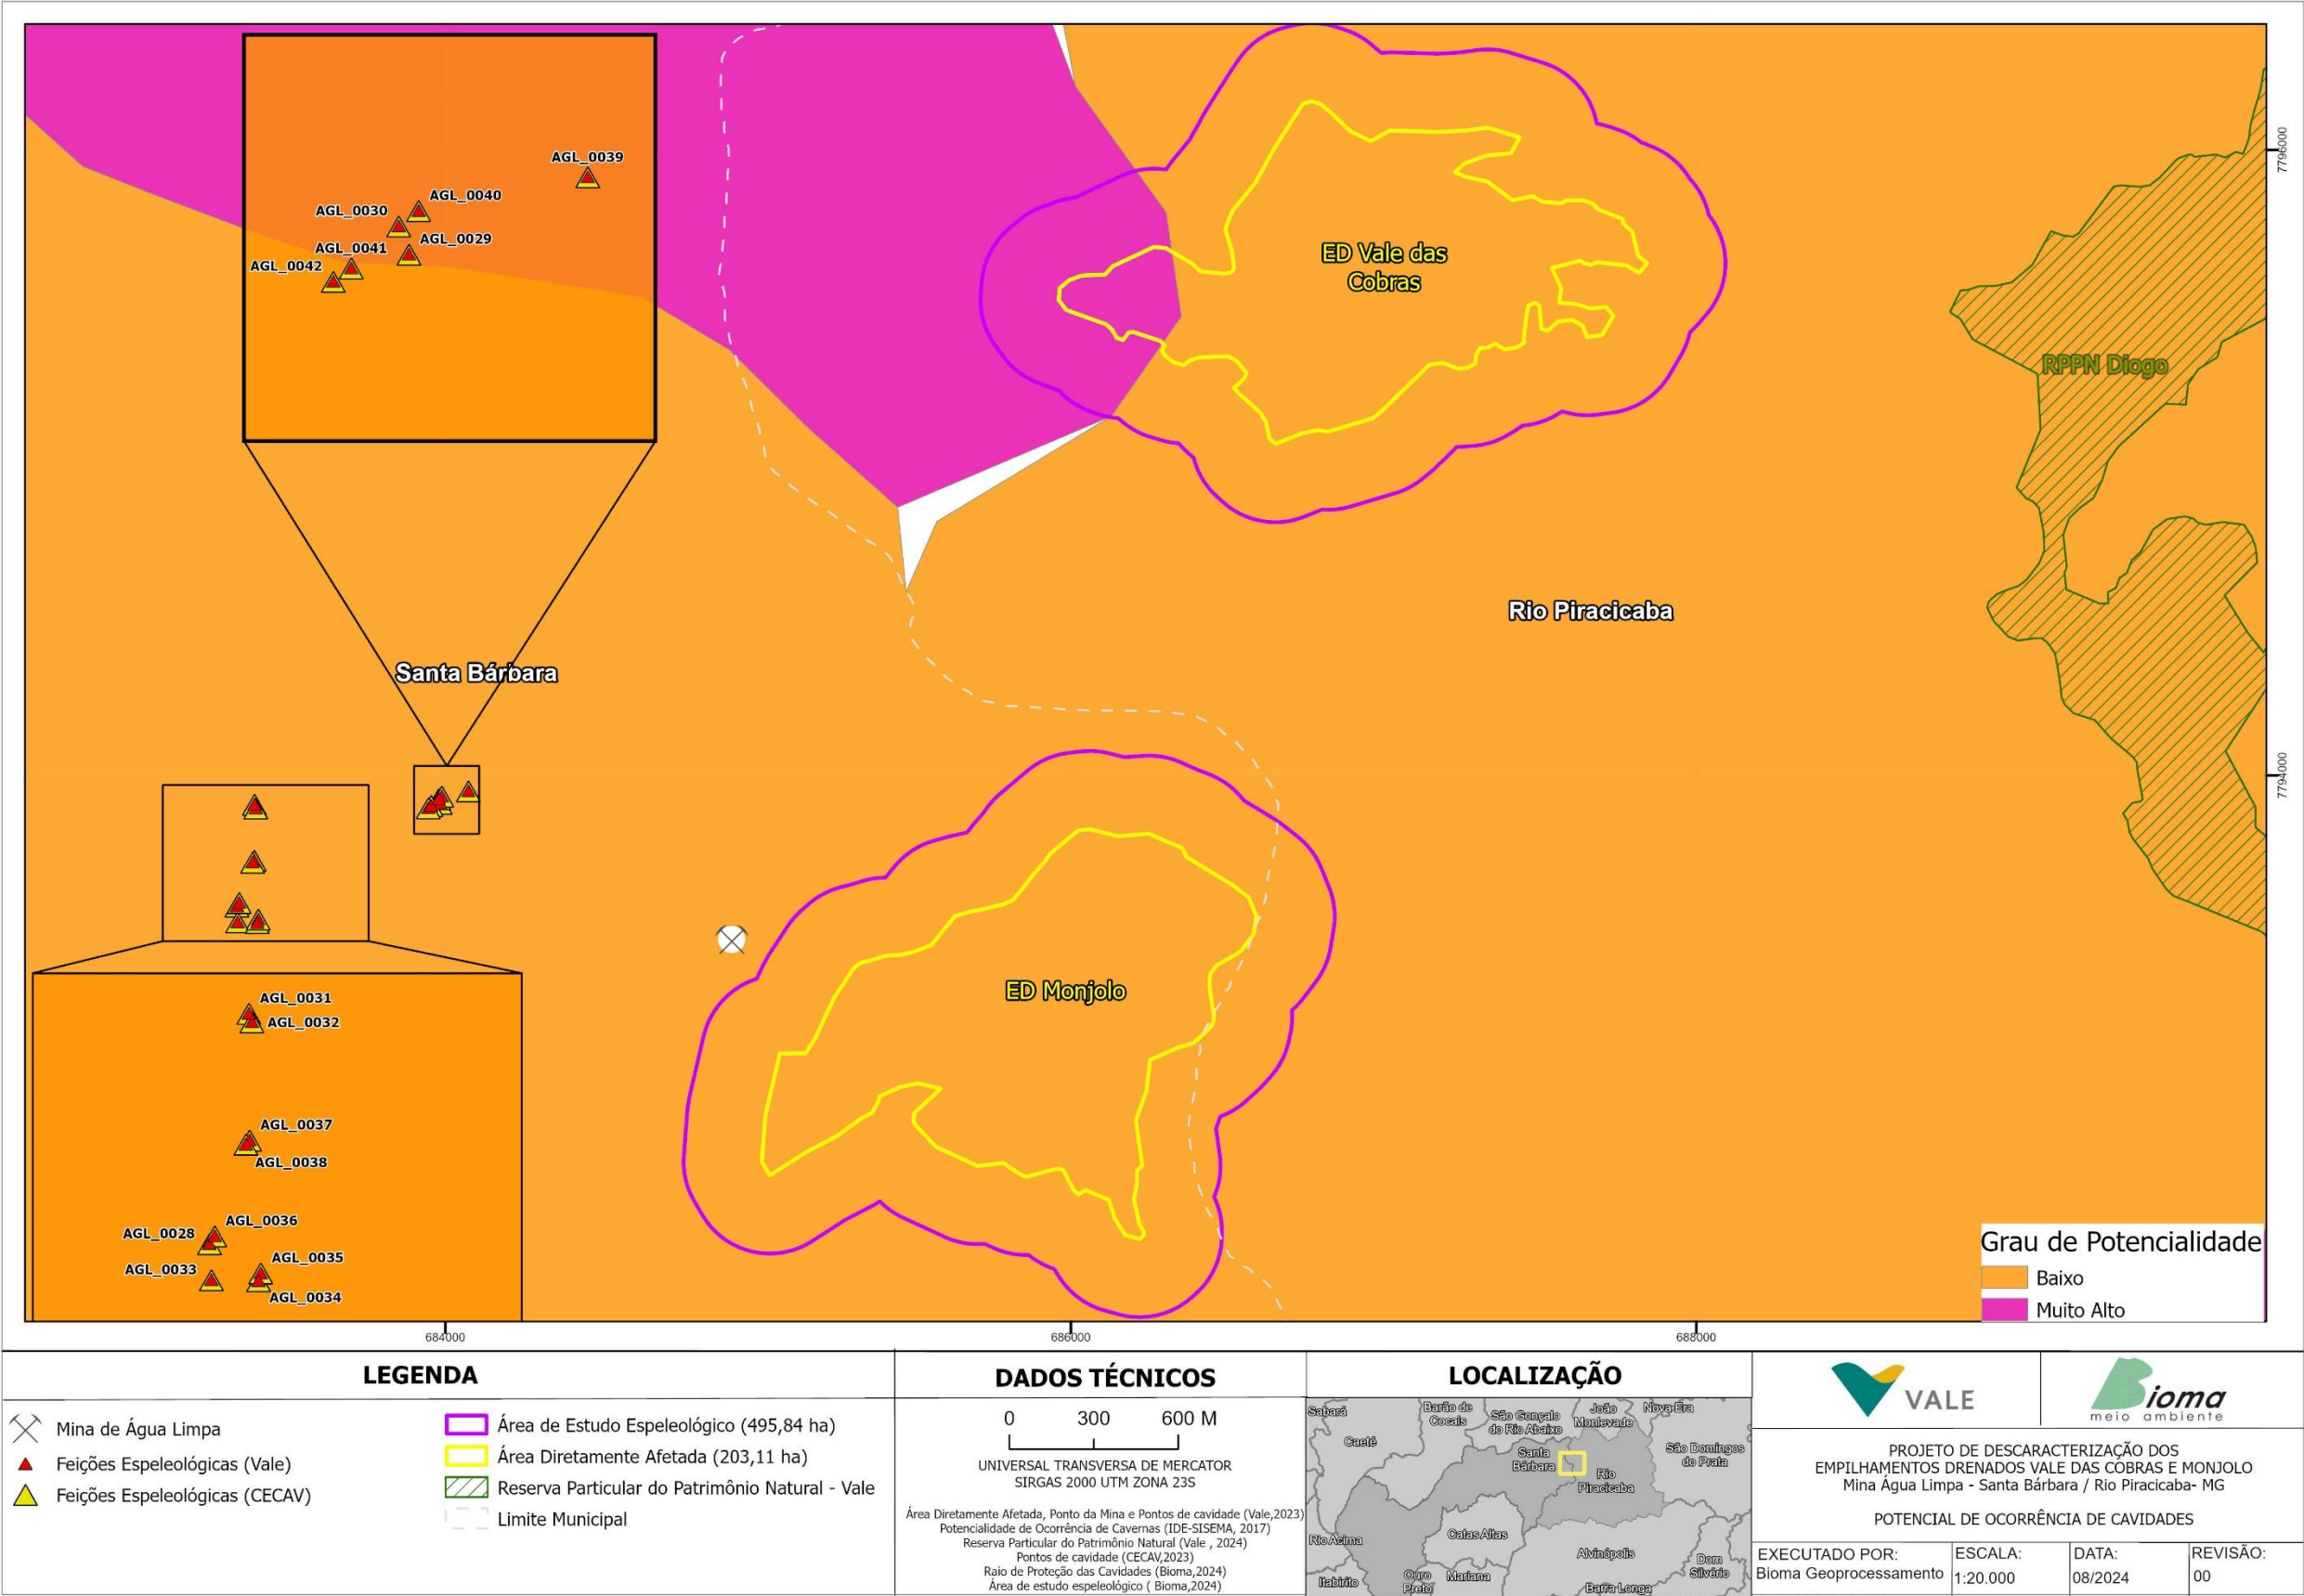 AGL_0039
AGL_0040
AGL_0030
AGL_0029
AGL_0041
AGL_0042
ED Vale das
Cobras
RPPN Diogo
7796000
Rio Piracicaba
Santa Bárbara
7794000
ED Monjolo
AGL_0031
AGL_0032
AGL_0037
AGL_0038
AGL_0036
AGL_0028
AGL_0035
AGL_0033
AGL_0034
Grau de Potencialidade
Baixo
Muito Alto
684000
686000
688000
LEGENDA
Mina de Água Limpa
Feições Espeleológicas (Vale)
Feições Espeleológicas (CECAV)
Área de Estudo Espeleológico (495,84 ha)
Área Diretamente Afetada (203,11 ha)
Reserva Particular do Patrimônio Natural - Vale
Limite Municipal
DADOS TÉCNICOS
0 300 600 M
UNIVERSAL TRANSVERSA DE MERCATOR
SIRGAS 2000 UTM ZONA 23S
Área Diretamente Afetada, Ponto da Mina e Pontos de cavidade (Vale,2023)
Potencialidade de Ocorrência de Cavernas (IDE-SISEMA, 2017)
Reserva Particular do Patrimônio Natural (Vale , 2024)
Pontos de cavidade (CECAV,2023)
Raio de Proteção das Cavidades (Bioma,2024)
Área de estudo espeleológico ( Bioma,2024)
LOCALIZAÇÃO
Sabará
Barão de
Cocais
São Gonçalo
do Rio Abaixo
João
Monlevade
Nova Era
Caeté
Santa
Bárbara
São Domingos
do Prata
Rio
Piracicaba
Rio Acima
Catas Altas
Alvinópolis
Dom
Silvério
Itabirito
Ouro
Preto
Mariana
Barra Longa
VALE
Bioma
meio ambiente
PROJETO DE DESCARACTERIZAÇÃO DOS
EMPILHAMENTOS DRENADOS VALE DAS COBRAS E MONJOLO
Mina Água Limpa - Santa Bárbara / Rio Piracicaba- MG
POTENCIAL DE OCORRÊNCIA DE CAVIDADES
EXECUTADO POR:
Bioma Geoprocessamento
ESCALA:
1:20.000
DATA:
08/2024
REVISÃO:
00